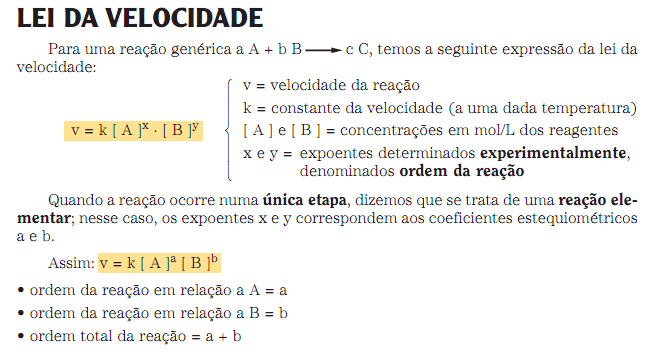 LEI DA VELOCIDADE
Para uma reação genérica a A + b B ⟶ c C, temos a seguinte expressão da lei da
velocidade:
v = k [ A ]ˣ · [ B ]ʸ
v = velocidade da reação
k = constante da velocidade (a uma dada temperatura)
[ A ] e [ B ] = concentrações em mol/L dos reagentes
x e y = expoentes determinados experimentalmente,
denominados ordem da reação
Quando a reação ocorre numa única etapa, dizemos que se trata de uma reação ele-
mentar; nesse caso, os expoentes x e y correspondem aos coeficientes estequiométricos
a e b.
Assim: v = k [ A ]ᵃ [ B ]ᵇ
• ordem da reação em relação a A = a
• ordem da reação em relação a B = b
• ordem total da reação = a + b